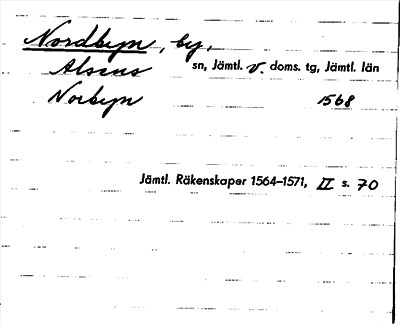 Nordbyn, by,
Alsens sn, Jämtl. v. doms. tg, Jämtl. län
Norbyn 1568
Jämtl. Räkenskaper 1564–1571, II s. 70